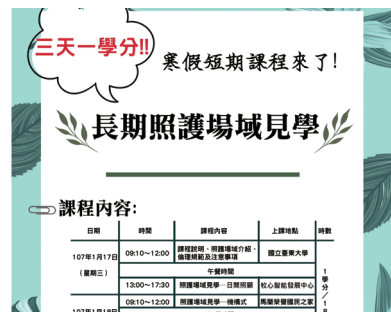 三天一學分!!
寒假短期課程來了!
長期照護場域見學
課程內容:
日期 時間 課程內容 上課地點 時數
107年1月17日
(星期三)
09:10~12:00 課程說明、照護場域介紹、
倫理規範及注意事項 國立臺東大學
午餐時間
13:00~17:30 照護場域見學─日間照顧 牧心智能發展中心
09:10~12:00 照護場域見學─機構式 馬蘭榮譽國民之家
1
學
分
/
1